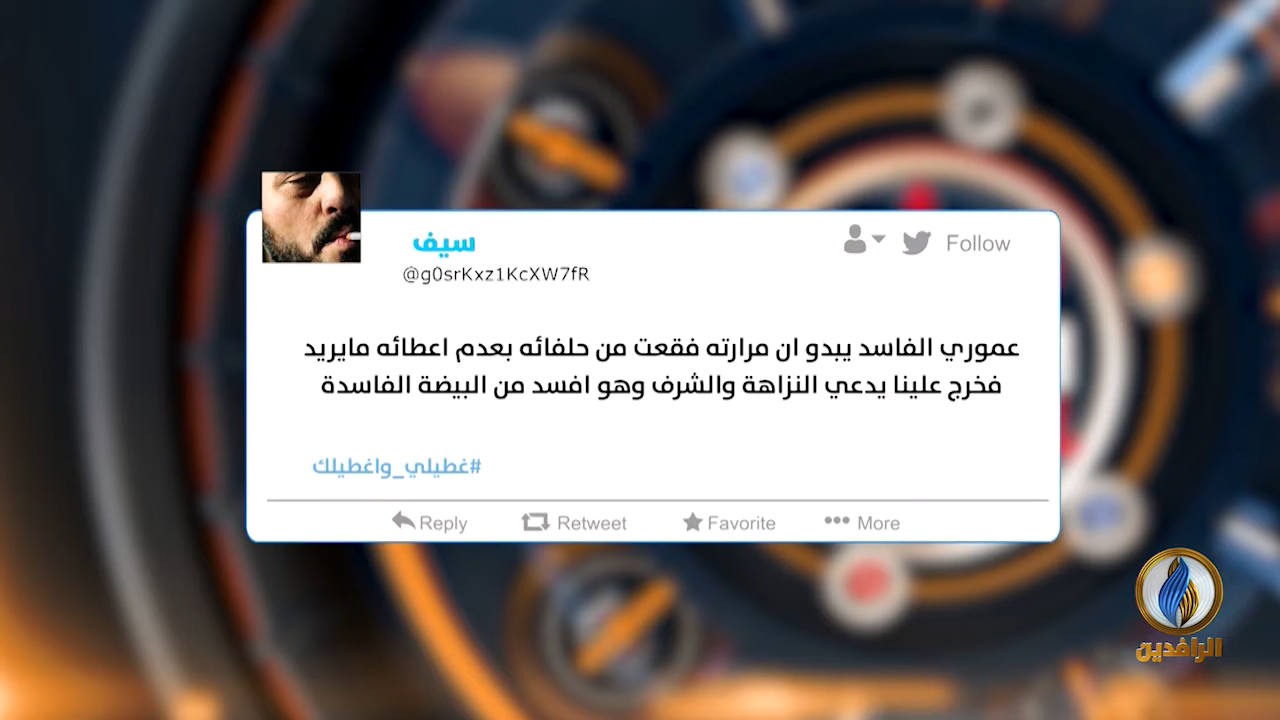 سيف
@g0srKxz1KcXW7fR
Follow
عموري الفاسد يبدو ان مرارته فقعت من حلفائه بعدم اعطائه مايريد
فخرج علينا يدعي النزاهة والشرف وهو افسد من البيضة الفاسدة
#غطيلي_واغطيلك
Reply Retweet Favorite More
الرافدين